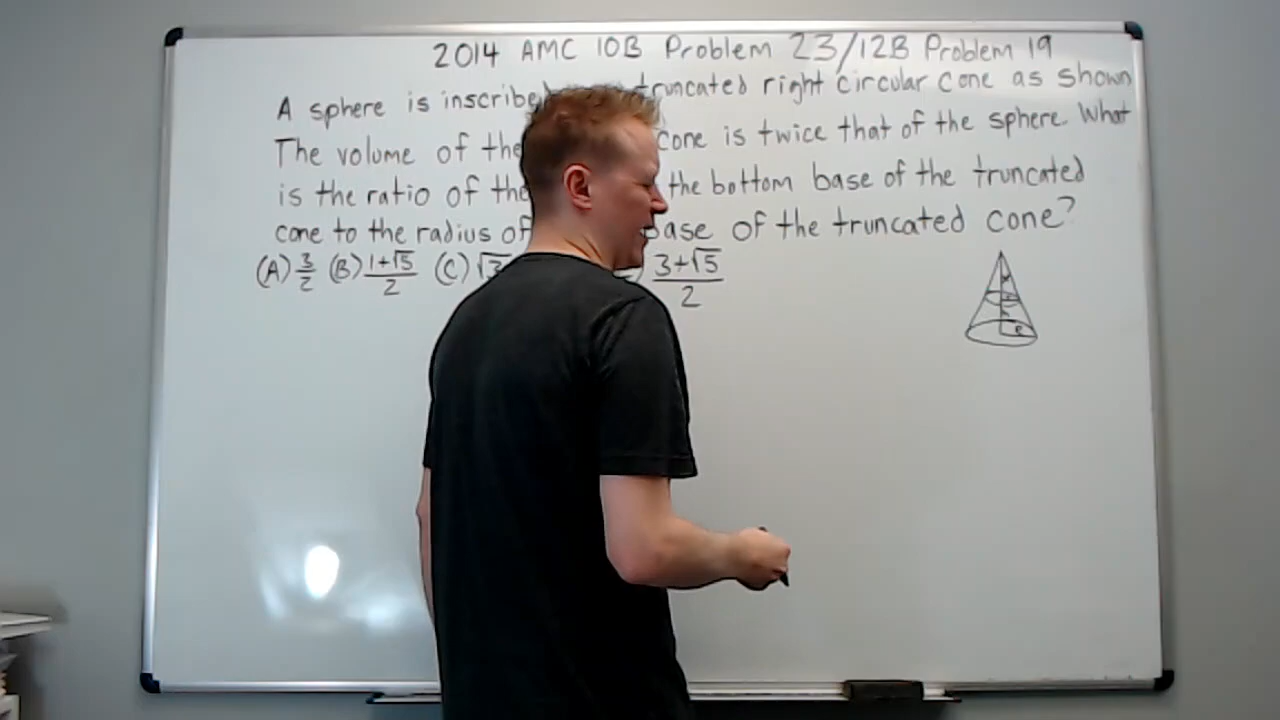 2014 AMC 10B Problem 23/12B Problem 19
A sphere is inscribe truncated right circular cone as shown
The volume of the cone is twice that of the sphere. What
is the ratio of the the bottom base of the truncated
cone to the radius of base of the truncated cone?
(A) 3/2 (B) 1+√5/2 (C) √3 3+√5/2